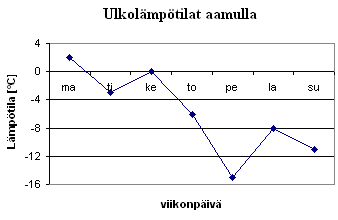 Ulkolämpötilat aamulla
Lämpötila [°C]
4
0
-4
-8
-12
-16
ma ti ke to pe la su
viikonpäivä